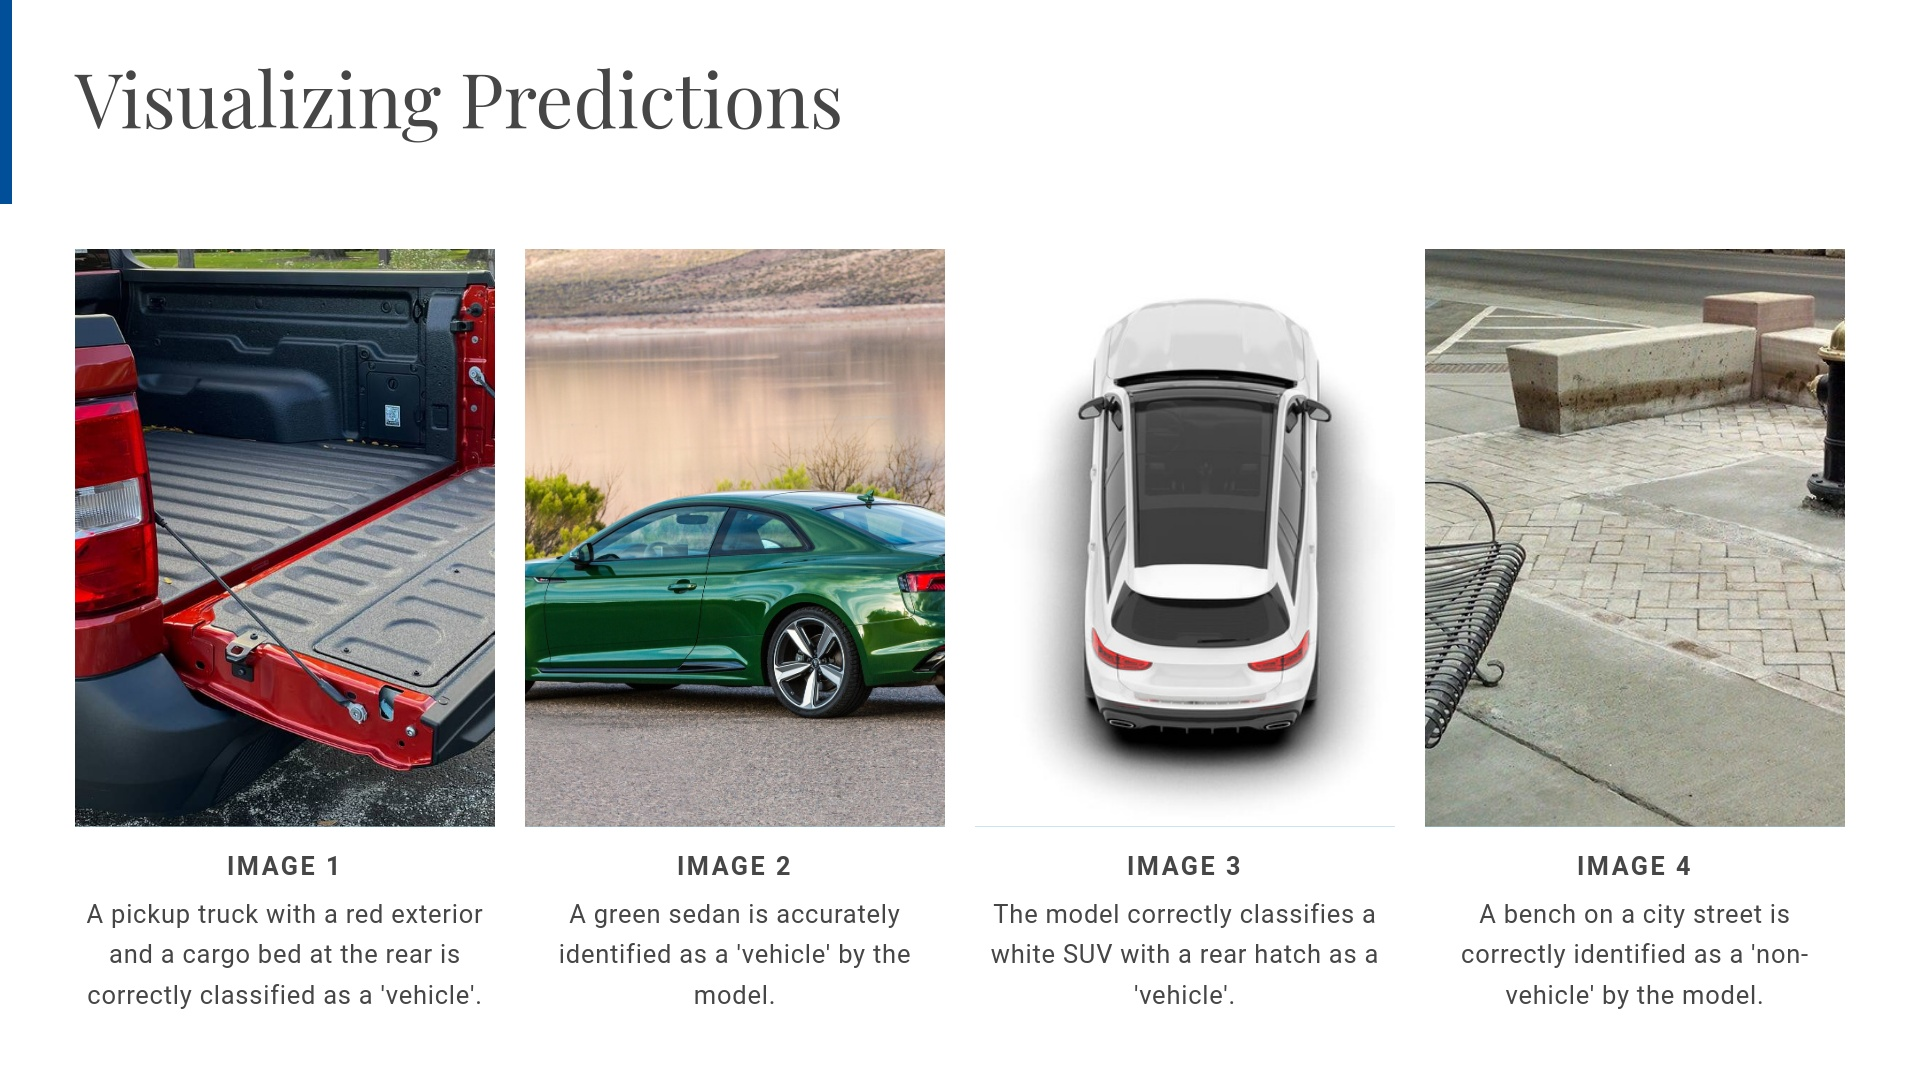 Visualizing Predictions
IMAGE 1
A pickup truck with a red exterior
and a cargo bed at the rear is
correctly classified as a 'vehicle'.
IMAGE 2
A green sedan is accurately
identified as a 'vehicle' by the
model.
IMAGE 3
The model correctly classifies a
white SUV with a rear hatch as a
'vehicle'.
IMAGE 4
A bench on a city street is
correctly identified as a 'non-
vehicle' by the model.